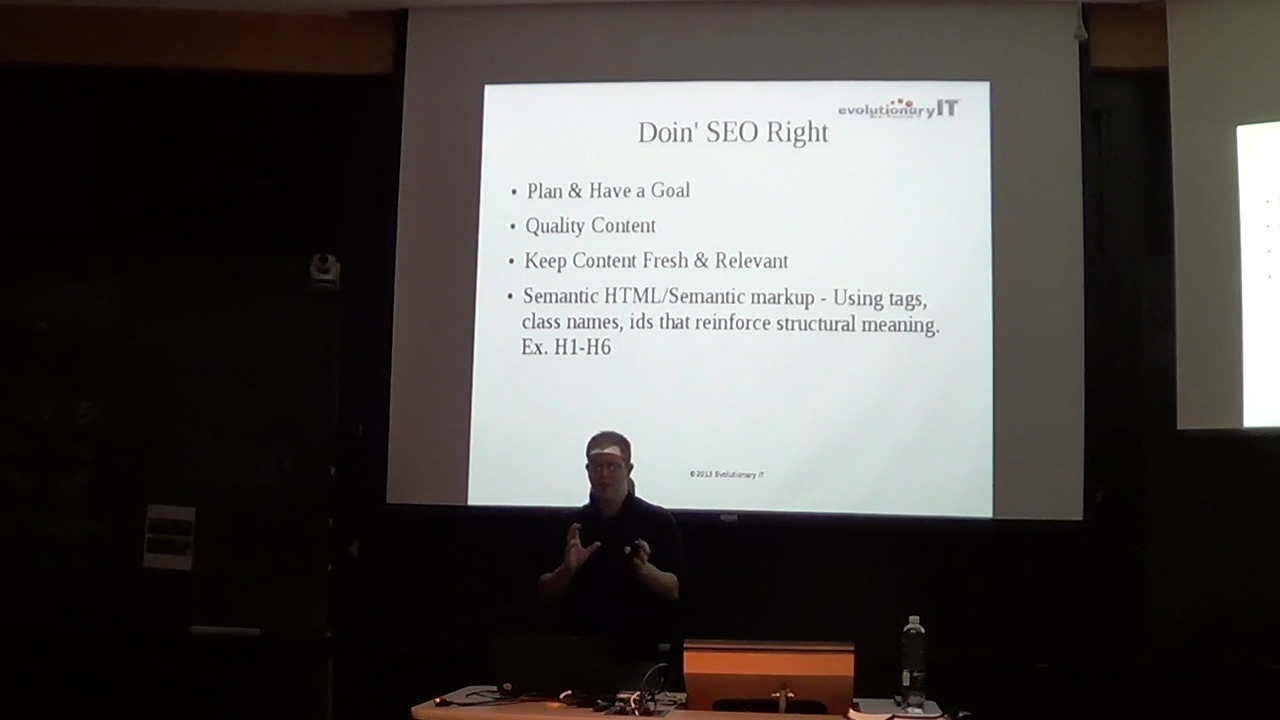 evolutionaryIT
Doin' SEO Right
• Plan & Have a Goal
• Quality Content
• Keep Content Fresh & Relevant
• Semantic HTML/Semantic markup - Using tags,
class names, ids that reinforce structural meaning.
Ex. H1-H6
©2013 Evolutionary IT